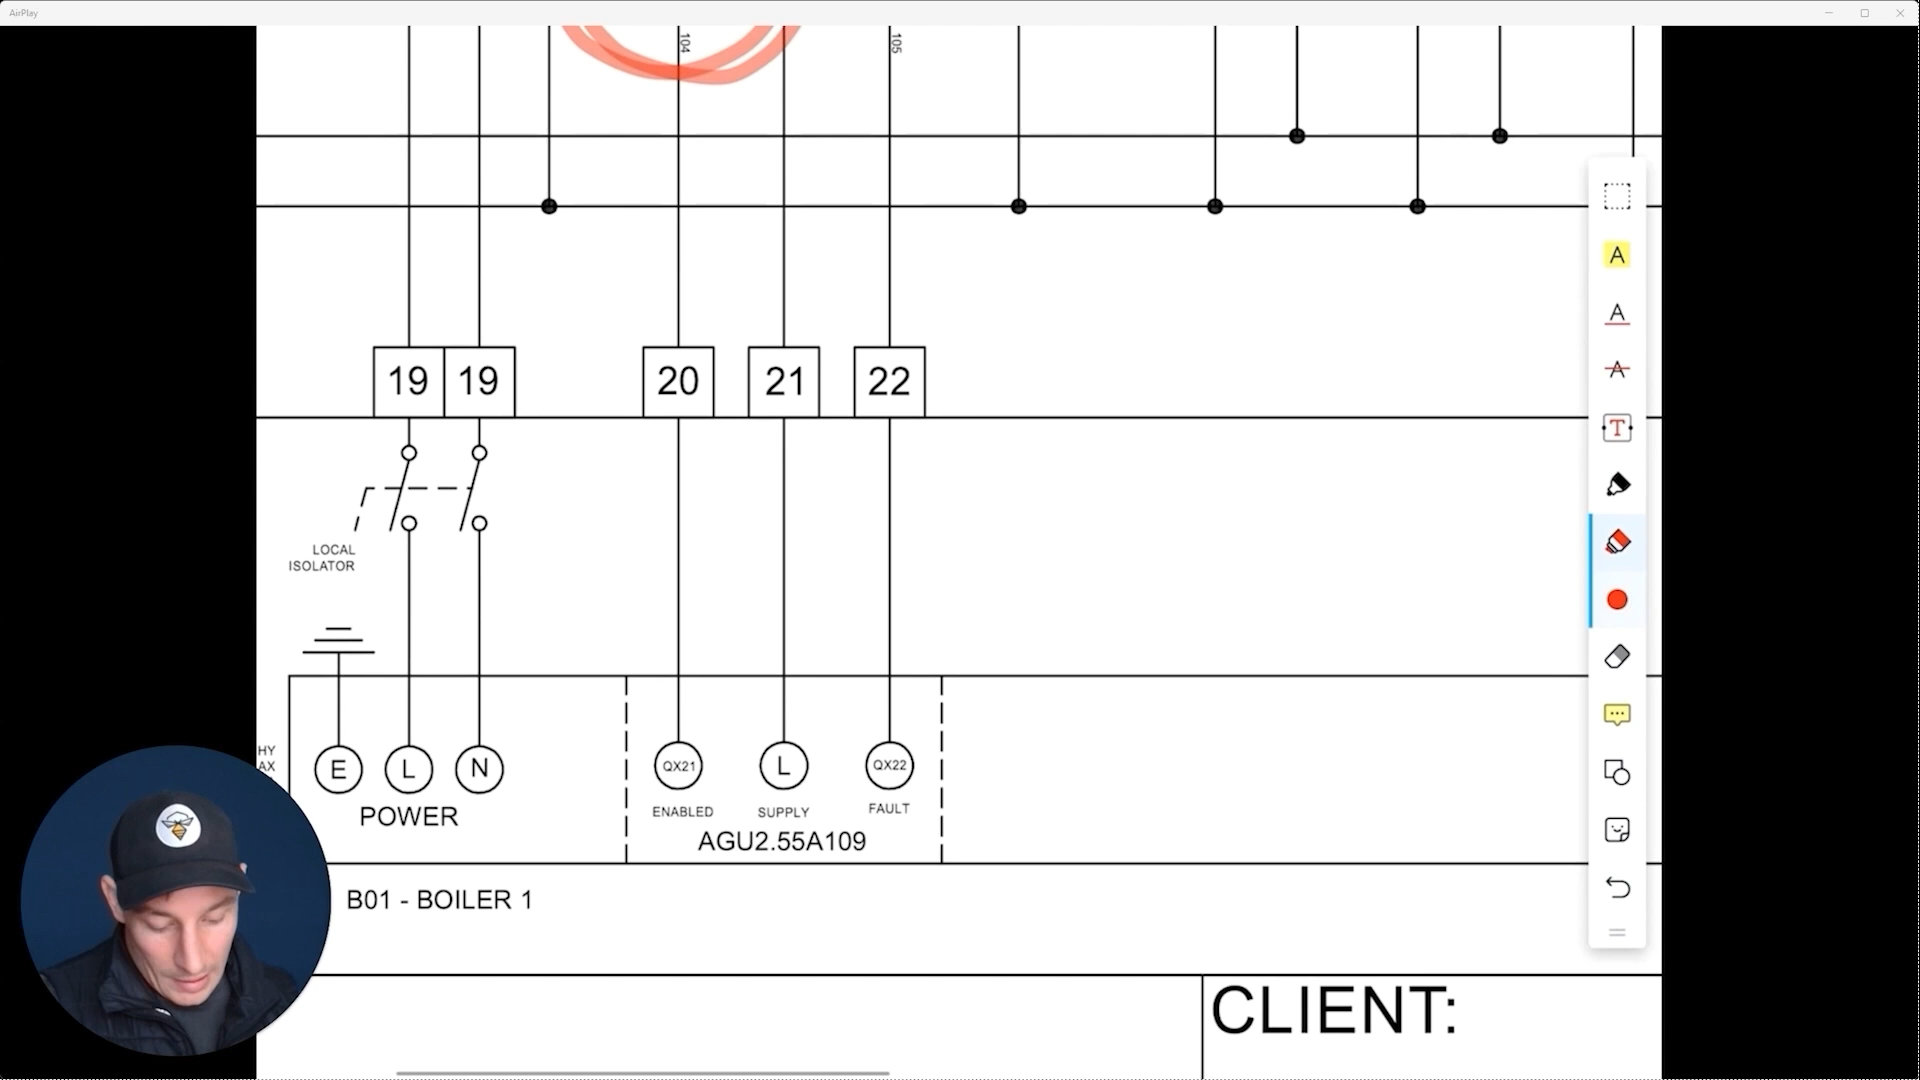 AirPlay
104
105
19 19 20 21 22
LOCAL
ISOLATOR
HY
AX
E L N QX21 L QX22
POWER
ENABLED SUPPLY FAULT
AGU2.55A109
B01 - BOILER 1
CLIENT:
A
A
A
T